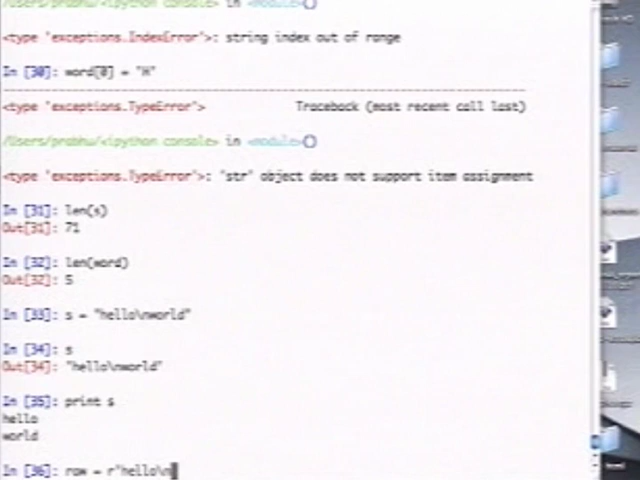 /Users/prabhu/<ipython console> in <module>()
<type 'exceptions.IndexError'>: string index out of range
In [30]: word[0] = "H"
<type 'exceptions.TypeError'> Traceback (most recent call last)
/Users/prabhu/<ipython console> in <module>()
<type 'exceptions.TypeError'>: 'str' object does not support item assignment
In [31]: len(s)
Out[31]: 71
In [32]: len(word)
Out[32]: 5
In [33]: s = "hello\nworld"
In [34]: s
Out[34]: "hello\nworld"
In [35]: print s
hello
world
In [36]: raw = r"hello\n